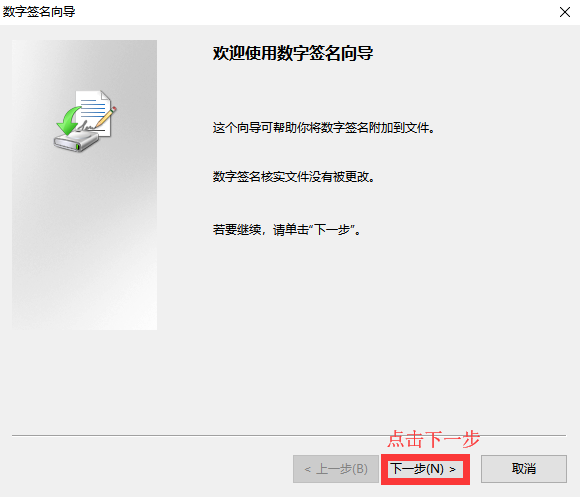 数字签名向导
欢迎使用数字签名向导
这个向导可帮助你将数字签名附加到文件。
数字签名核实文件没有被更改。
若要继续，请单击“下一步”。
点击下一步
< 上一步(B)
下一步(N) >
取消